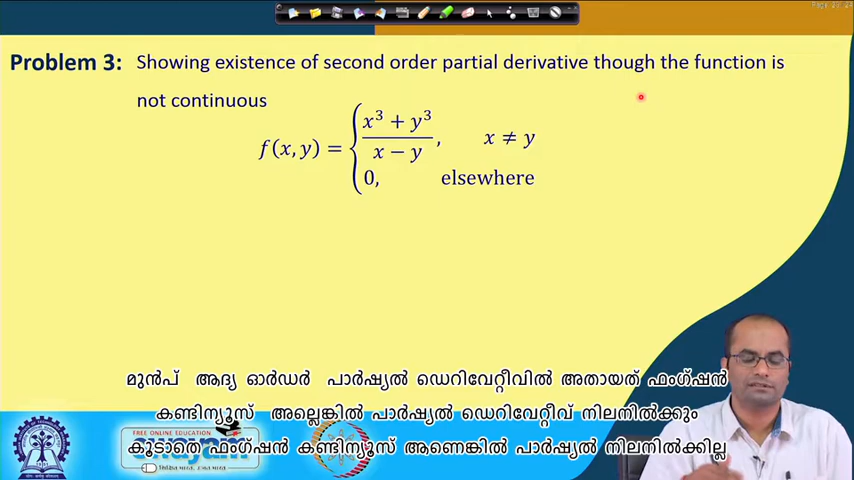 Problem 3: Showing existence of second order partial derivative though the function is
not continuous
f(x, y) = { x³ + y³ / x − y, x ≠ y
0, elsewhere
FREE ONLINE EDUCATION
swayam
മുൻപ് ആദ്യ ഓർഡർ പാർഷ്യൽ ഡെറിവേറ്റീവിൽ അതായത് ഫംഗ്ഷൻ
കണ്ടിന്യൂസ് അല്ലെങ്കിൽ പാർഷ്യൽ ഡെറിവേറ്റീവ് നിലനിൽക്കും
കൂടാതെ ഫംഗ്ഷൻ കണ്ടിന്യൂസ് ആണെങ്കിൽ പാർഷ്യൽ നിലനിൽക്കില്ല